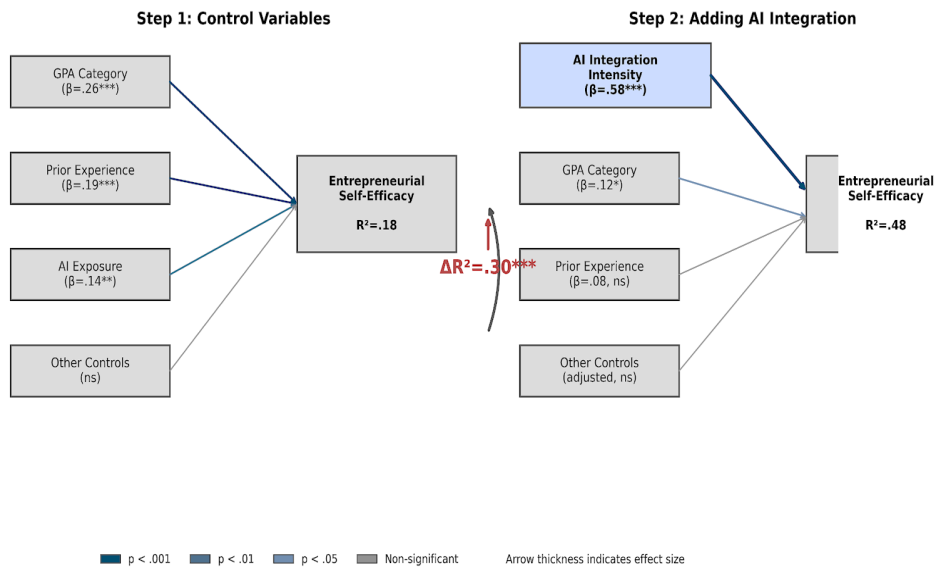 Step 1: Control Variables
GPA Category
(β=.26***)
Prior Experience
(β=.19***)
AI Exposure
(β=.14**)
Other Controls
(ns)
Entrepreneurial
Self-Efficacy
R²=.18
ΔR²=.30***
Step 2: Adding AI Integration
AI Integration
Intensity
(β=.58***)
GPA Category
(β=.12*)
Prior Experience
(β=.08, ns)
Other Controls
(adjusted, ns)
Entrepreneurial
Self-Efficacy
R²=.48
p < .001
p < .01
p < .05
Non-significant
Arrow thickness indicates effect size